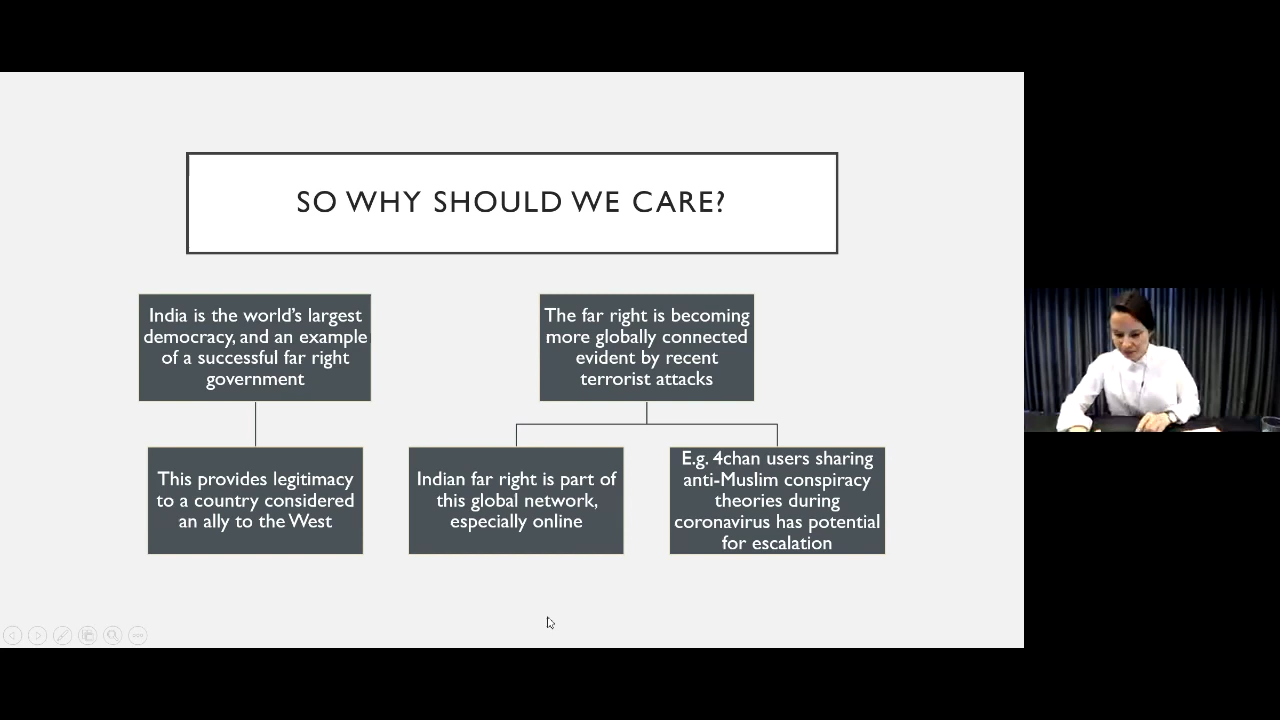 SO WHY SHOULD WE CARE?
India is the world's largest
democracy, and an example
of a successful far right
government
The far right is becoming
more globally connected
evident by recent
terrorist attacks
This provides legitimacy
to a country considered
an ally to the West
Indian far right is part of
this global network,
especially online
E.g. 4chan users sharing
anti-Muslim conspiracy
theories during
coronavirus has potential
for escalation